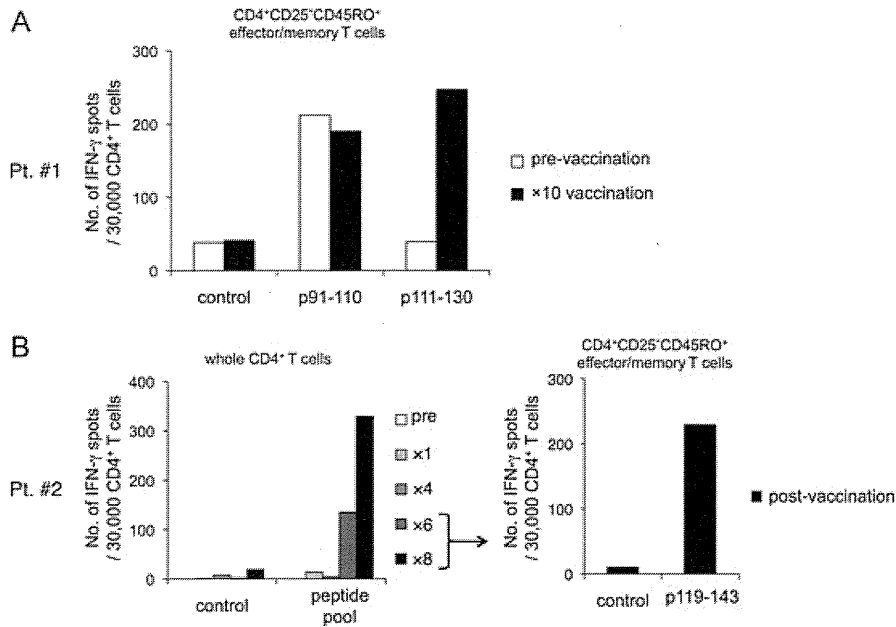 A
CD4⁺CD25⁻CD45RO⁺
effector/memory T cells
Pt. #1
No. of IFN-γ spots
/ 30,000 CD4⁺ T cells
300
200
100
0
control
p91-110
p111-130
pre-vaccination
×10 vaccination
B
whole CD4⁺ T cells
Pt. #2
No. of IFN-γ spots
/ 30,000 CD4⁺ T cells
400
300
200
100
0
control
peptide
pool
pre
×1
×4
×6
×8
CD4⁺CD25⁻CD45RO⁺
effector/memory T cells
No. of IFN-γ spots
/ 30,000 CD4⁺ T cells
300
200
100
0
control
p119-143
post-vaccination